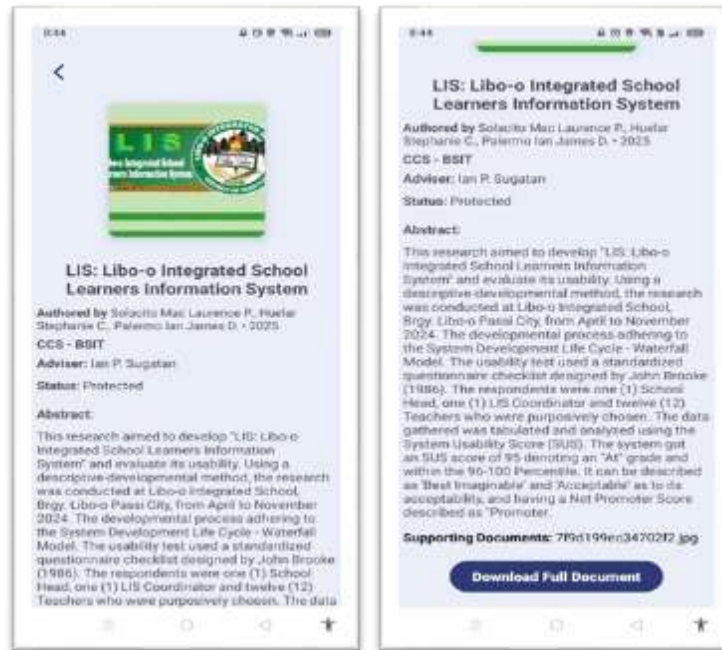 8:44
LIS
LIS: Libo-o Integrated School
Learners Information System
Authored by Solacito Mac Laurence P., Huelar
Stephanie C., Palermo Ian James D. • 2025
CCS - BSIT
Adviser: Ian P. Sugatan
Status: Protected
Abstract:
This research aimed to develop "LIS: Libo-o
Integrated School Learners Information
System" and evaluate its usability. Using a
descriptive-developmental method, the research
was conducted at Libo-o Integrated School,
Brgy. Libo-o Passi City, from April to November
2024. The developmental process adhering to
the System Development Life Cycle - Waterfall
Model. The usability test used a standardized
questionnaire checklist designed by John Brooke
(1986). The respondents were one (1) School
Head, one (1) LIS Coordinator and twelve (12)
Teachers who were purposively chosen. The data
8:44
LIS: Libo-o Integrated School
Learners Information System
Authored by Solacito Mac Laurence P., Huelar
Stephanie C., Palermo Ian James D. • 2025
CCS - BSIT
Adviser: Ian P. Sugatan
Status: Protected
Abstract:
This research aimed to develop "LIS: Libo-o
Integrated School Learners Information
System" and evaluate its usability. Using a
descriptive-developmental method, the research
was conducted at Libo-o Integrated School,
Brgy. Libo-o Passi City, from April to November
2024. The developmental process adhering to
the System Development Life Cycle - Waterfall
Model. The usability test used a standardized
questionnaire checklist designed by John Brooke
(1986). The respondents were one (1) School
Head, one (1) LIS Coordinator and twelve (12)
Teachers who were purposively chosen. The data
gathered was tabulated and analyzed using the
System Usability Score (SUS). The system got
an SUS score of 95 denoting an "A†" grade and
within the 96-100 Percentile. It can be described
as 'Best Imaginable' and 'Acceptable' as to its
acceptability, and having a Net Promoter Score
described as "Promoter.
Supporting Documents: 7f9d199ec34702f2.jpg
Download Full Document